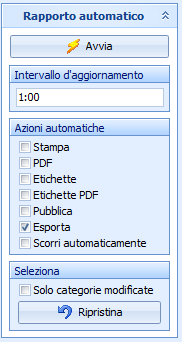 Rapporto automatico
Avvia
Intervallo d'aggiornamento
1:00
Azioni automatiche
Stampa
PDF
Etichette
Etichette PDF
Pubblica
Esporta
Scorri automaticamente
Seleziona
Solo categorie modificate
Ripristina